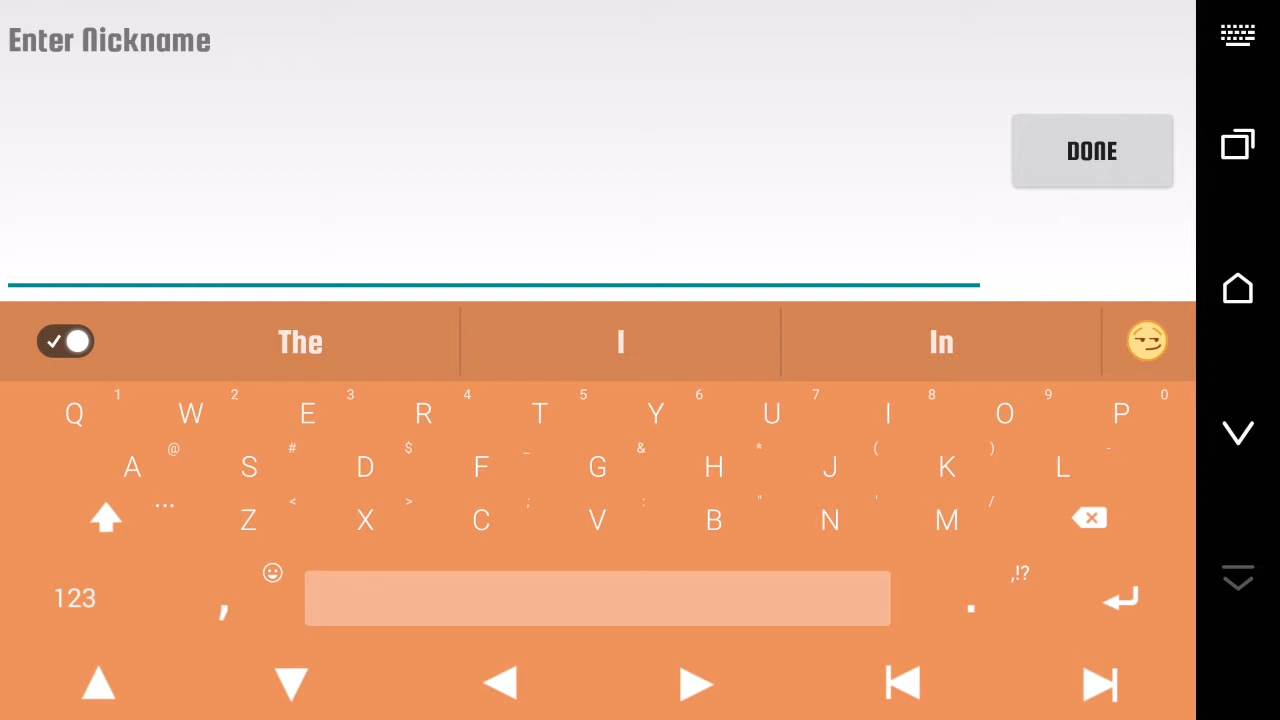 Enter Nickname
DONE
The I In
1 2 3 4 5 6 7 8 9 0
Q W E R T Y U I O P
@ # $ _ & * ( ) -
A S D F G H J K L
... < > ; : " ' /
Z X C V B N M
,!?
123 , .